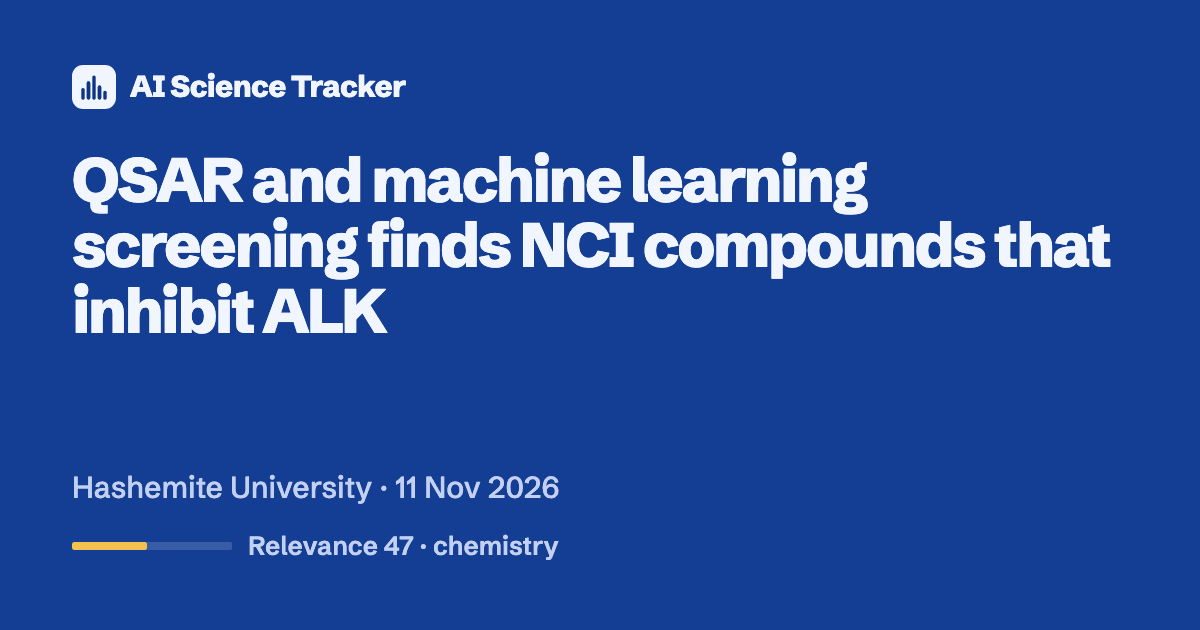 AI Science Tracker
QSAR and machine learning
screening finds NCI compounds that
inhibit ALK
Hashemite University · 11 Nov 2026
Relevance 47 · chemistry